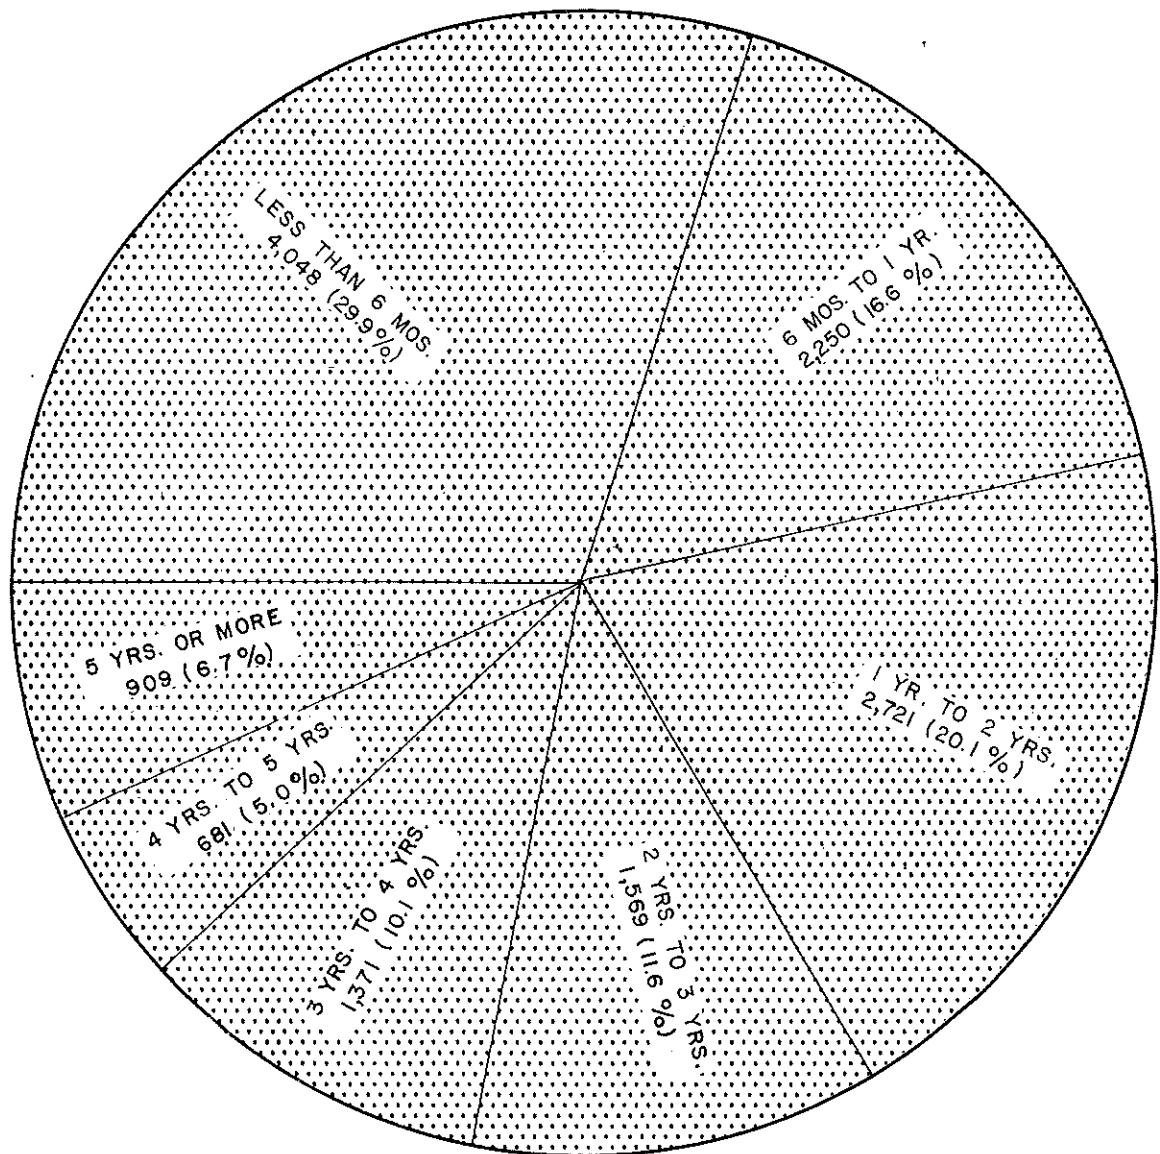 LESS THAN 6 MOS.
4,048 (29.9%)
6 MOS. TO 1 YR.
2,250 (16.6 %)
1 YR. TO 2 YRS.
2,721 (20.1 %)
2 YRS. TO 3 YRS.
1,569 (11.6 %)
3 YRS. TO 4 YRS.
1,371 (10.1 %)
4 YRS. TO 5 YRS.
681 (5.0%)
5 YRS. OR MORE
909 (6.7%)